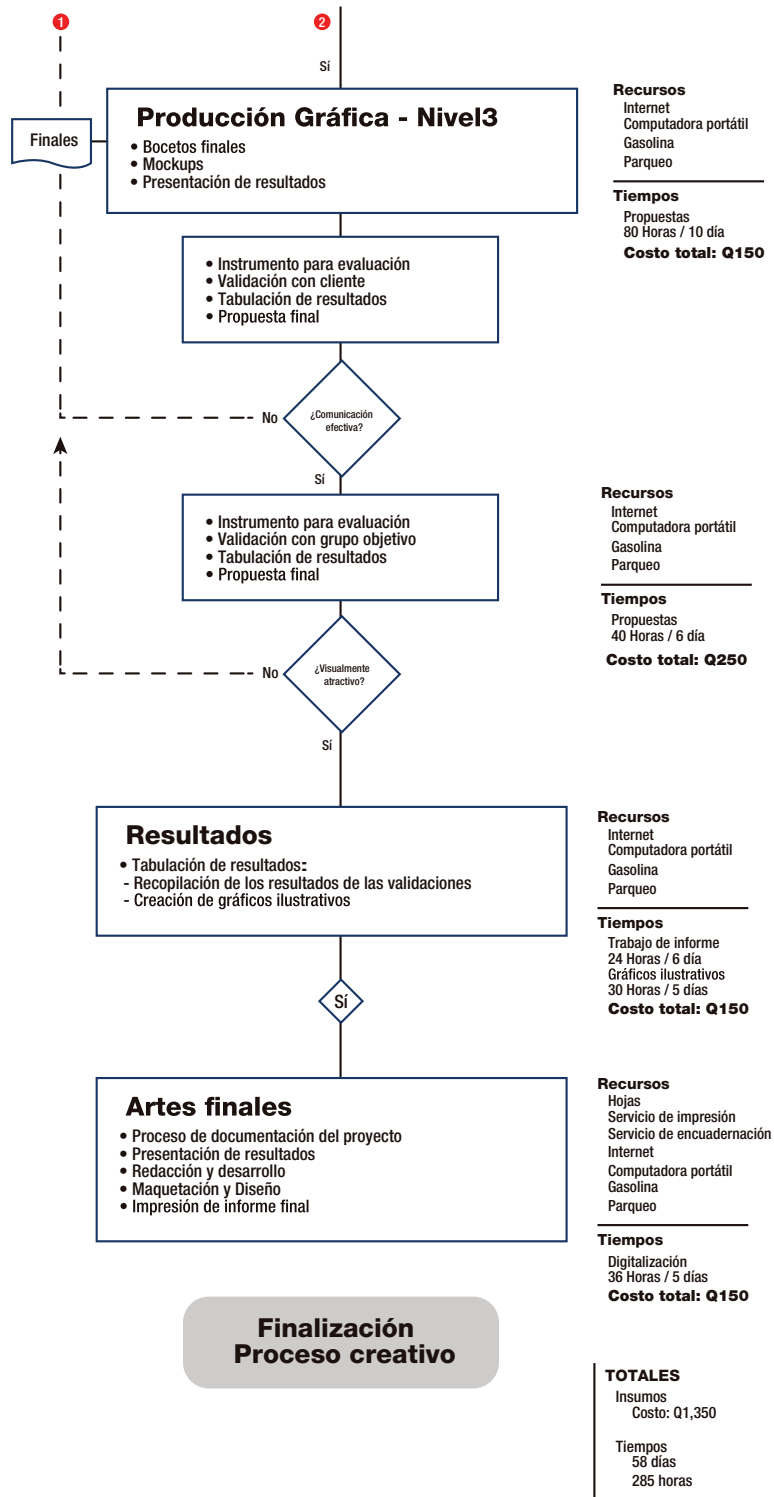 1
2
Sí
Finales
Producción Gráfica - Nivel3
• Bocetos finales
• Mockups
• Presentación de resultados
Recursos
Internet
Computadora portátil
Gasolina
Parqueo
Tiempos
Propuestas
80 Horas / 10 día
Costo total: Q150
• Instrumento para evaluación
• Validación con cliente
• Tabulación de resultados
• Propuesta final
¿Comunicación
efectiva?
No
Sí
• Instrumento para evaluación
• Validación con grupo objetivo
• Tabulación de resultados
• Propuesta final
Recursos
Internet
Computadora portátil
Gasolina
Parqueo
Tiempos
Propuestas
40 Horas / 6 día
Costo total: Q250
¿Visualmente
atractivo?
No
Sí
Resultados
• Tabulación de resultados::
- Recopilación de los resultados de las validaciones
- Creación de gráficos ilustrativos
Recursos
Internet
Computadora portátil
Gasolina
Parqueo
Tiempos
Trabajo de informe
24 Horas / 6 día
Gráficos ilustrativos
30 Horas / 5 días
Costo total: Q150
Sí
Artes finales
• Proceso de documentación del proyecto
• Presentación de resultados
• Redacción y desarrollo
• Maquetación y Diseño
• Impresión de informe final
Recursos
Hojas
Servicio de impresión
Servicio de encuadernación
Internet
Computadora portátil
Gasolina
Parqueo
Tiempos
Digitalización
36 Horas / 5 días
Costo total: Q150
Finalización
Proceso creativo
TOTALES
Insumos
Costo: Q1,350
Tiempos
58 días
285 horas